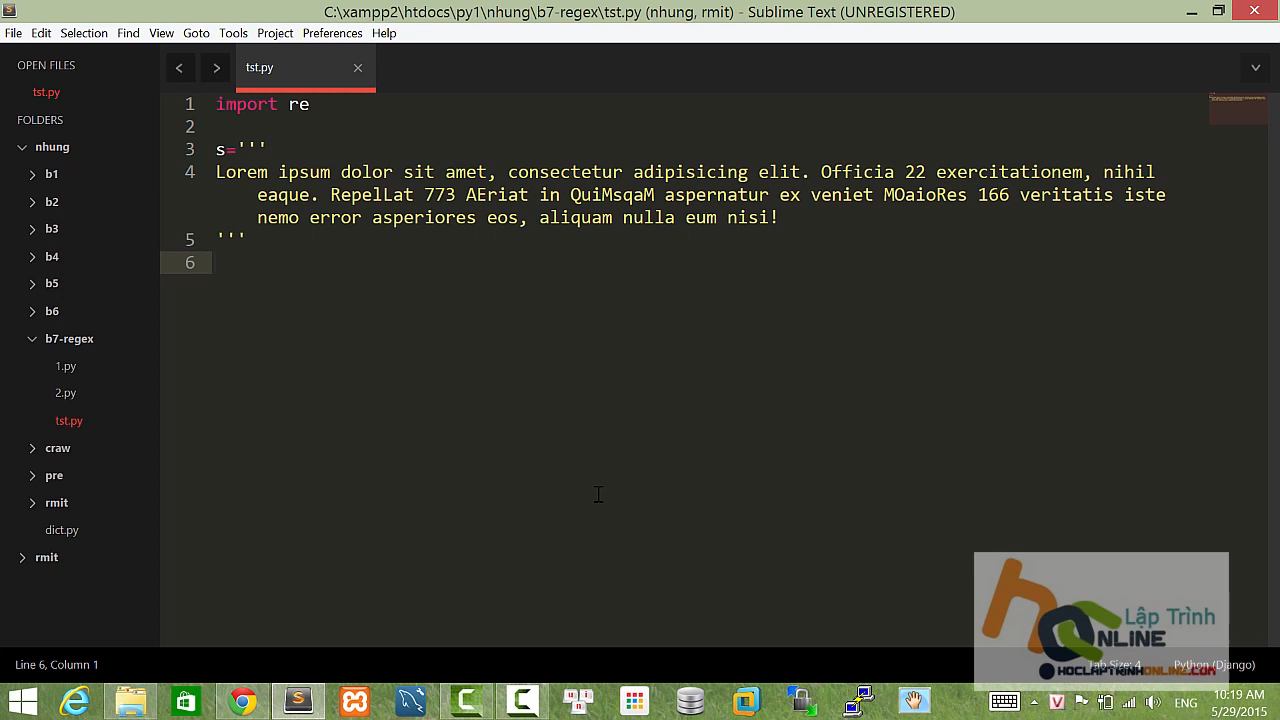 C:\xampp2\htdocs\py1\nhung\b7-regex\tst.py (nhung, rmit) - Sublime Text (UNREGISTERED)
File Edit Selection Find View Goto Tools Project Preferences Help
OPEN FILES
tst.py
FOLDERS
nhung
b1
b2
b3
b4
b5
b6
b7-regex
1.py
2.py
tst.py
craw
pre
rmit
dict.py
rmit
tst.py
1 import re
2
3 s='''
4 Lorem ipsum dolor sit amet, consectetur adipisicing elit. Officia 22 exercitationem, nihil
eaque. RepelLat 773 AEriat in QuiMsqaM aspernatur ex veniet MOaioRes 166 veritatis iste
nemo error asperiores eos, aliquam nulla eum nisi!
5 '''
6
Lập Trình
ONLINE
HOCLAPTRINHONLINE.COM
Line 6, Column 1
Tab Size: 4
Python (Django)
ENG
10:19 AM
5/29/2015